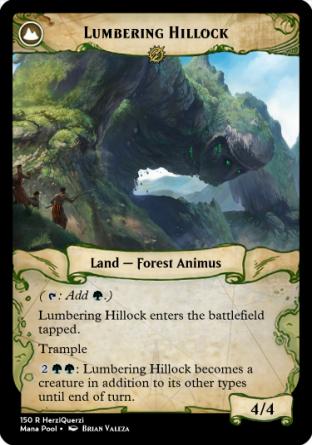 LUMBERING HILLOCK
Land — Forest Animus
( : Add .)
Lumbering Hillock enters the battlefield
tapped.
Trample
2 : Lumbering Hillock becomes a
creature in addition to its other types
until end of turn.
4/4
150 R HerziQuerzi
Mana Pool • BRIAN VALEZA